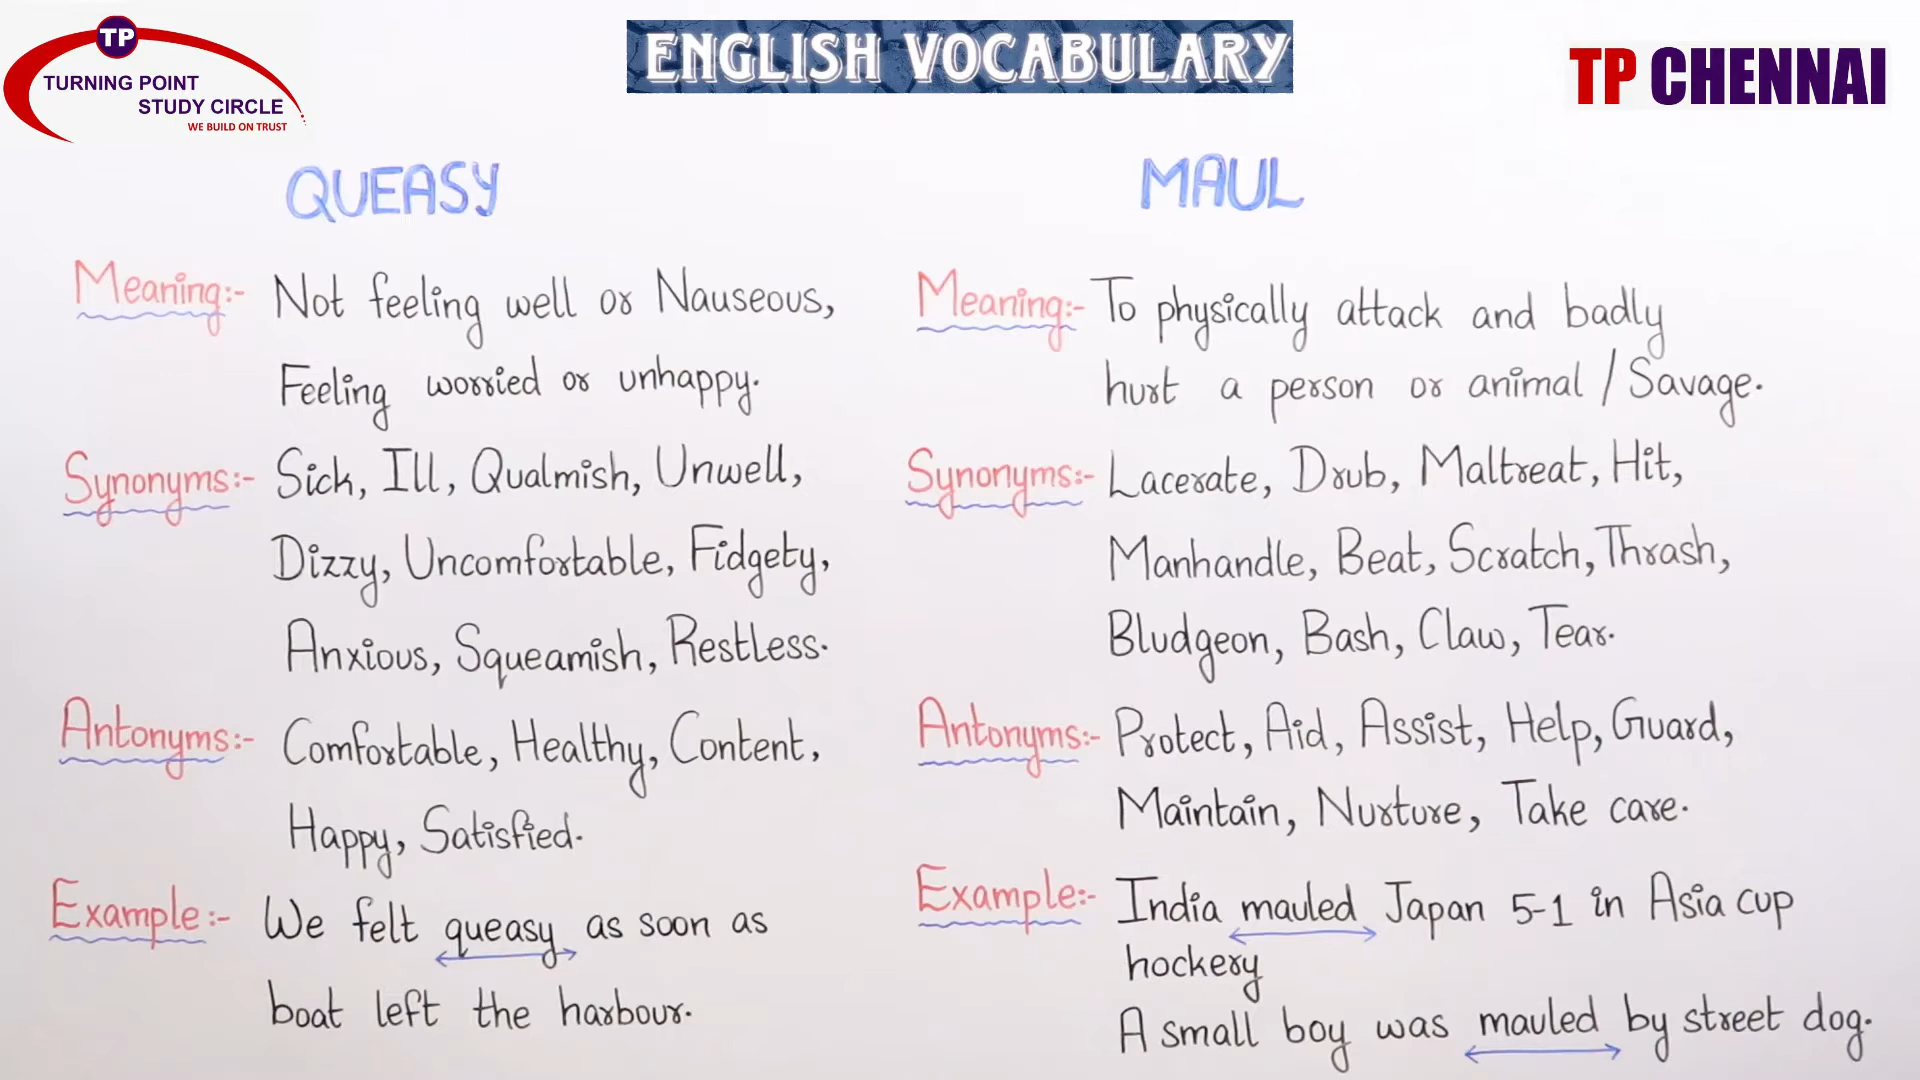 TP
TURNING POINT
STUDY CIRCLE
WE BUILD ON TRUST
ENGLISH VOCABULARY
TP CHENNAI
QUEASY
Meaning:- Not feeling well or Nauseous,
Feeling worried or unhappy.
Synonyms:- Sick, Ill, Qualmish, Unwell,
Dizzy, Uncomfortable, Fidgety,
Anxious, Squeamish, Restless.
Antonyms:- Comfortable, Healthy, Content,
Happy, Satisfied.
Example:- We felt queasy as soon as
boat left the harbour.
MAUL
Meaning:- To physically attack and badly
hurt a person or animal / Savage.
Synonyms:- Lacerate, Drub, Maltreat, Hit,
Manhandle, Beat, Scratch, Thrash,
Bludgeon, Bash, Claw, Tear.
Antonyms:- Protect, Aid, Assist, Help, Guard,
Maintain, Nurture, Take care.
Example:- India mauled Japan 5-1 in Asia cup
hockery
A small boy was mauled by street dog.